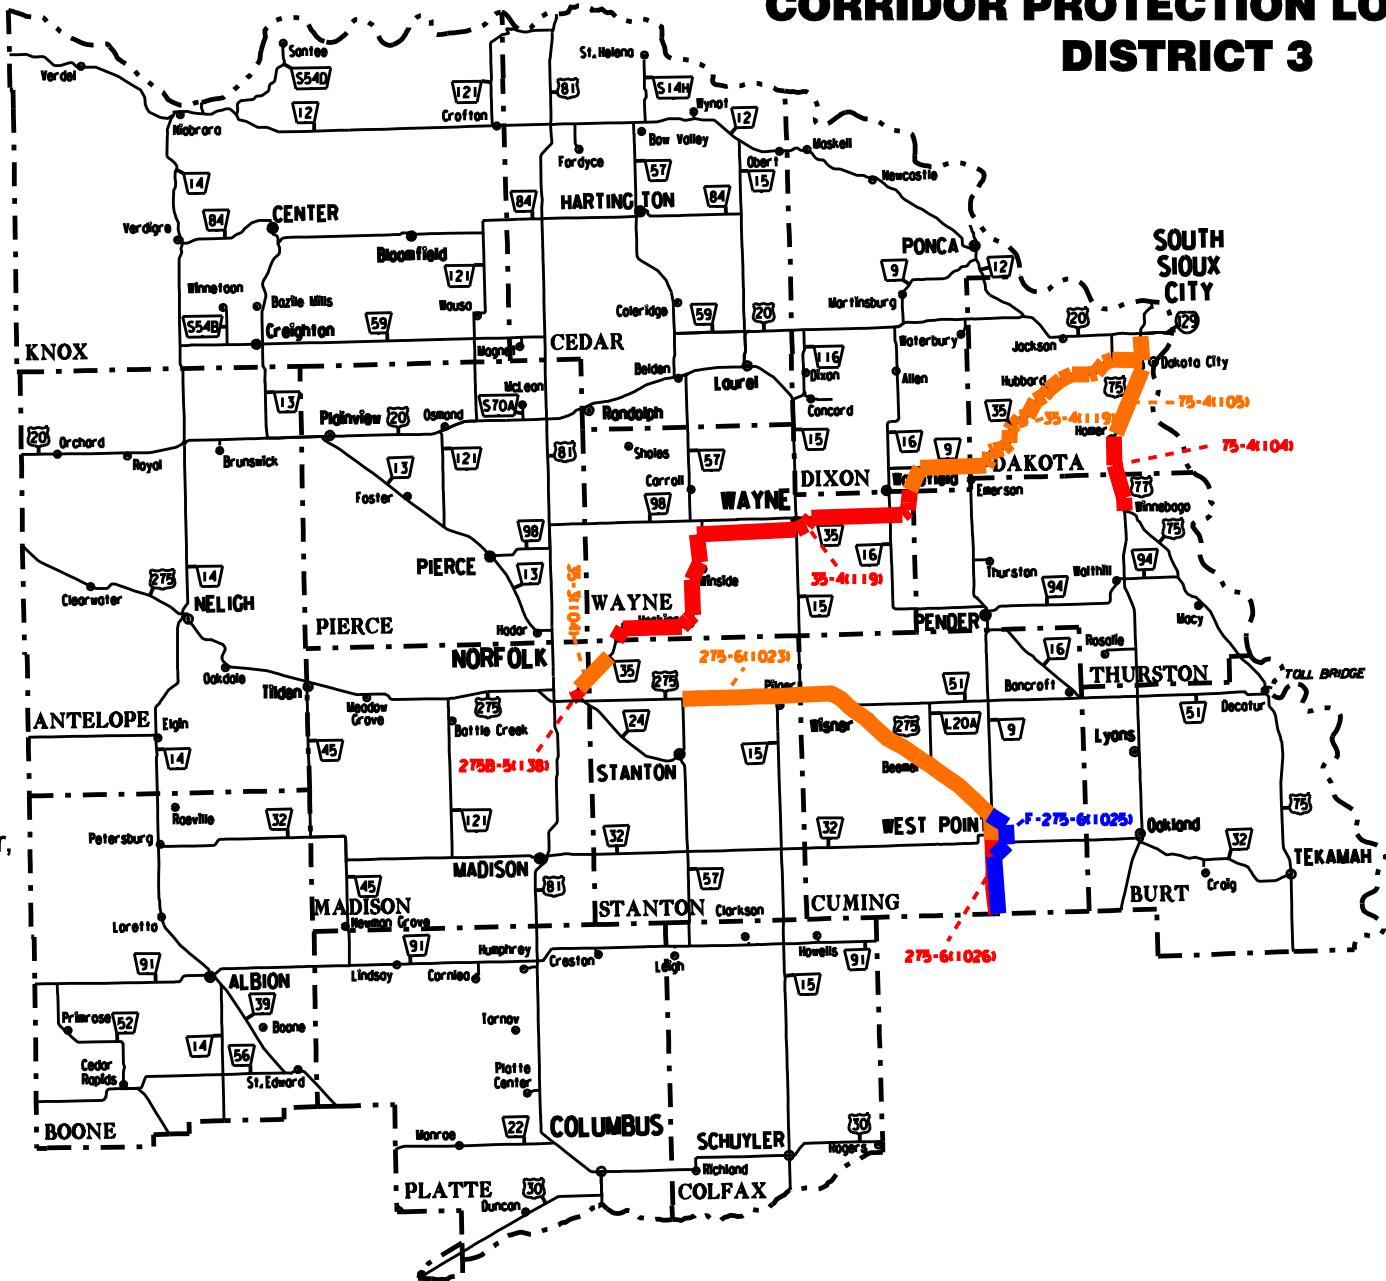 CORRIDOR PROTECTION LO
DISTRICT 3
Santee
Verdel
S54D
St.Helena
121
81
S14H
Wynot
12
Crofton
12
Niobrara
Bow Valley
Maskell
Fordyce
Obert
57
15
Newcastle
14
84
84
HARTINGTON
84
CENTER
Verdigre
Bloomfield
PONCA
SOUTH
SIOUX
CITY
121
9
12
Winnetoon
Bazile Mills
Wausa
Martinsburg
Coleridge
59
20
S54B
59
20
129
Creighton
Waterbury
Jackson
KNOX
Magnet
CEDAR
116
Dakota City
Belden
Laurel
Dixon
Allen
Hubbard
75
McLean
13
S70A
Concord
35
75-4(105)
Plainview
20
Osmond
Randolph
35-4(119)
Homer
20
Orchard
15
16
9
75-4(104)
Royal
Brunswick
121
81
Sholes
57
13
DIXON
DAKOTA
Foster
Carroll
Emerson
77
Winnebago
98
WAYNE
98
35
75
PIERCE
16
13
35-4(119)
Thurston
Walthill
94
275
14
35-3(104)
Winside
94
Clearwater
NELIGH
WAYNE
15
Macy
PIERCE
Hadar
PENDER
Rosalie
16
NORFOLK
275-6(1023)
35
THURSTON
TOLL BRIDGE
Oakdale
Tilden
275
Pilger
51
Bancroft
Meadow
Grove
275
Decatur
ANTELOPE
Elgin
Battle Creek
24
Wisner
275
L20A
9
51
45
15
Lyons
14
275B-5(138)
STANTON
Beemer
Raeville
75
32
121
32
32
WEST POINT
F-275-6(1025)
Oakland
Petersburg
32
MADISON
TEKAMAH
45
81
57
Craig
MADISON
STANTON
CUMING
BURT
Newman Grove
Clarkson
Loretto
91
Humphrey
Howells
275-6(1026)
91
Lindsay
Cornlea
Creston
Leigh
91
ALBION
15
39
Primrose
52
Boone
Tarnov
14
56
Cedar
Rapids
St.Edward
Platte
Center
BOONE
22
COLUMBUS
30
Monroe
SCHUYLER
Rogers
Richland
PLATTE
30
COLFAX
Duncan